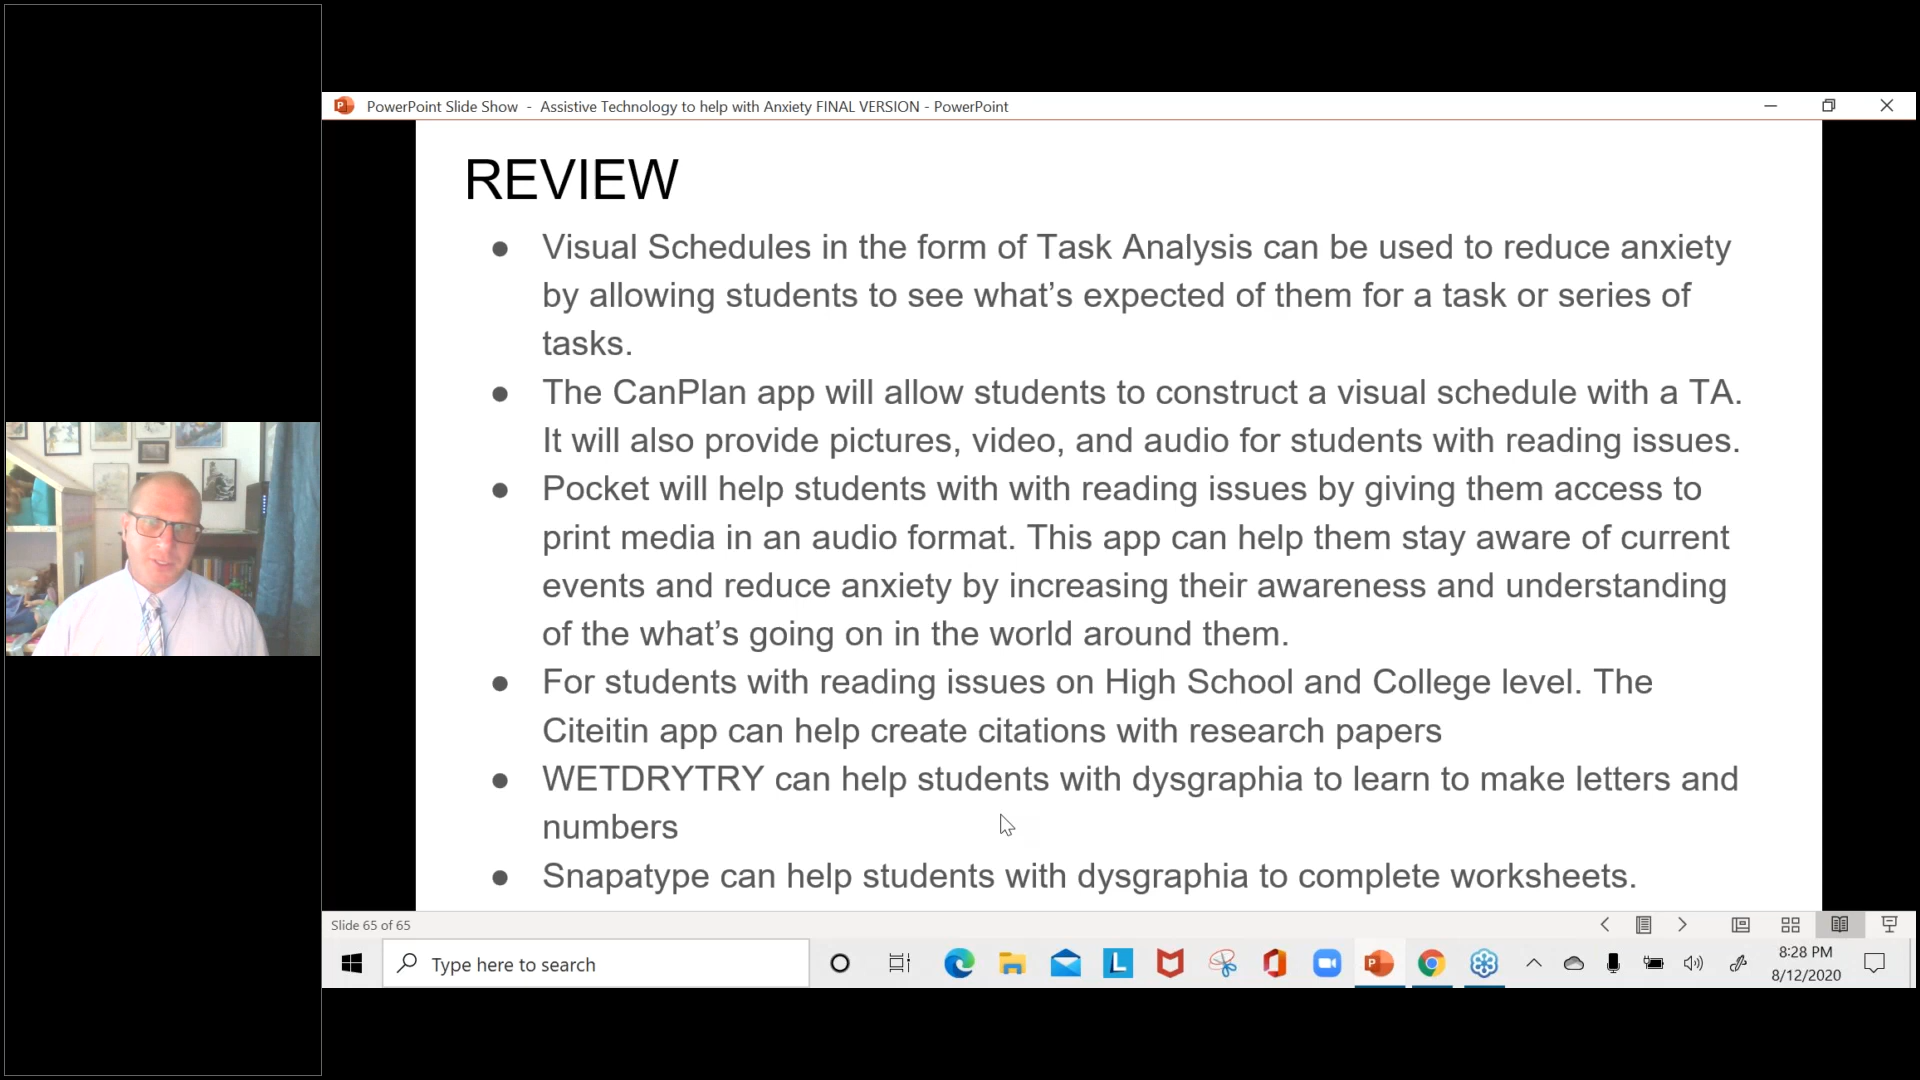 PowerPoint Slide Show - Assistive Technology to help with Anxiety FINAL VERSION - PowerPoint
REVIEW
● Visual Schedules in the form of Task Analysis can be used to reduce anxiety
by allowing students to see what’s expected of them for a task or series of
tasks.
● The CanPlan app will allow students to construct a visual schedule with a TA.
It will also provide pictures, video, and audio for students with reading issues.
● Pocket will help students with with reading issues by giving them access to
print media in an audio format. This app can help them stay aware of current
events and reduce anxiety by increasing their awareness and understanding
of the what’s going on in the world around them.
● For students with reading issues on High School and College level. The
Citeitin app can help create citations with research papers
● WETDRYTRY can help students with dysgraphia to learn to make letters and
numbers
● Snapatype can help students with dysgraphia to complete worksheets.
Slide 65 of 65
Type here to search
8:28 PM
8/12/2020